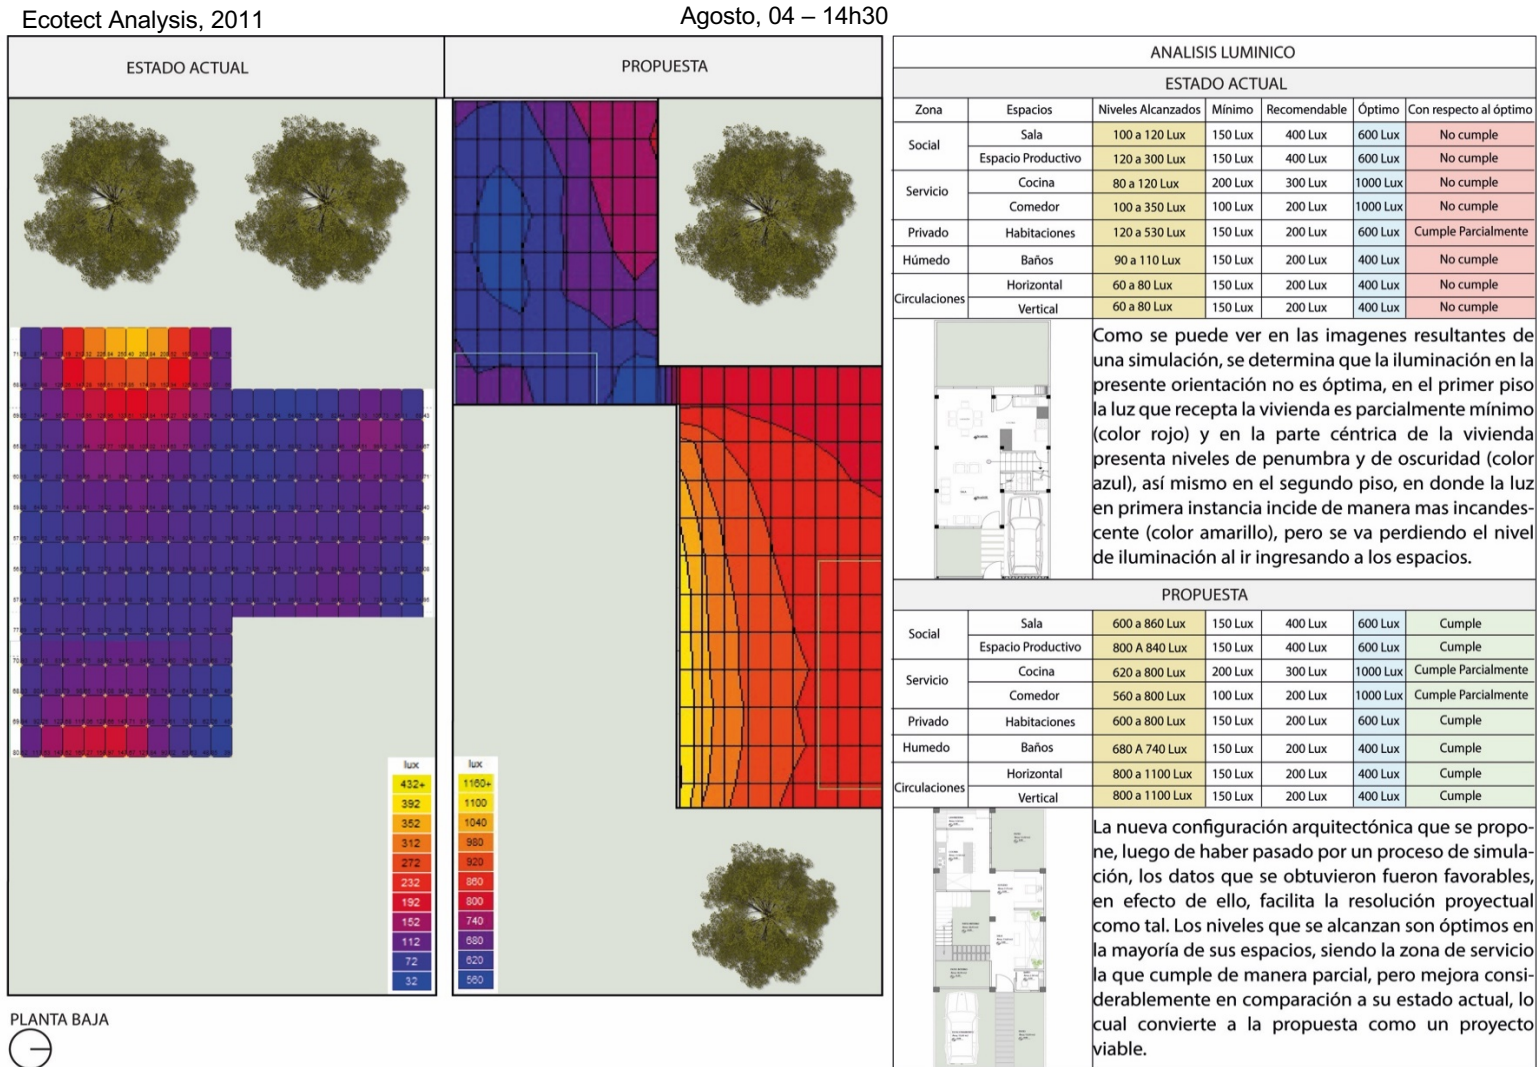 Ecotect Analysis, 2011
Agosto, 04 – 14h30
ESTADO ACTUAL
PROPUESTA
lux
432+
392
352
312
272
232
192
152
112
72
32
lux
1160+
1100
1040
980
920
860
800
740
680
620
560
PLANTA BAJA
ANALISIS LUMINICO
ESTADO ACTUAL
Zona Espacios Niveles Alcanzados Mínimo Recomendable Óptimo Con respecto al óptimo
Social Sala 100 a 120 Lux 150 Lux 400 Lux 600 Lux No cumple
Espacio Productivo 120 a 300 Lux 150 Lux 400 Lux 600 Lux No cumple
Servicio Cocina 80 a 120 Lux 200 Lux 300 Lux 1000 Lux No cumple
Comedor 100 a 350 Lux 100 Lux 200 Lux 1000 Lux No cumple
Privado Habitaciones 120 a 530 Lux 150 Lux 200 Lux 600 Lux Cumple Parcialmente
Húmedo Baños 90 a 110 Lux 150 Lux 200 Lux 400 Lux No cumple
Circulaciones Horizontal 60 a 80 Lux 150 Lux 200 Lux 400 Lux No cumple
Vertical 60 a 80 Lux 150 Lux 200 Lux 400 Lux No cumple
Como se puede ver en las imagenes resultantes de
una simulación, se determina que la iluminación en la
presente orientación no es óptima, en el primer piso
la luz que recepta la vivienda es parcialmente mínimo
(color rojo) y en la parte céntrica de la vivienda
presenta niveles de penumbra y de oscuridad (color
azul), así mismo en el segundo piso, en donde la luz
en primera instancia incide de manera mas incandes-
cente (color amarillo), pero se va perdiendo el nivel
de iluminación al ir ingresando a los espacios.
PROPUESTA
Social Sala 600 a 860 Lux 150 Lux 400 Lux 600 Lux Cumple
Espacio Productivo 800 A 840 Lux 150 Lux 400 Lux 600 Lux Cumple
Servicio Cocina 620 a 800 Lux 200 Lux 300 Lux 1000 Lux Cumple Parcialmente
Comedor 560 a 800 Lux 100 Lux 200 Lux 1000 Lux Cumple Parcialmente
Privado Habitaciones 600 a 800 Lux 150 Lux 200 Lux 600 Lux Cumple
Humedo Baños 680 A 740 Lux 150 Lux 200 Lux 400 Lux Cumple
Circulaciones Horizontal 800 a 1100 Lux 150 Lux 200 Lux 400 Lux Cumple
Vertical 800 a 1100 Lux 150 Lux 200 Lux 400 Lux Cumple
La nueva configuración arquitectónica que se propo-
ne, luego de haber pasado por un proceso de simula-
ción, los datos que se obtuvieron fueron favorables,
en efecto de ello, facilita la resolución proyectual
como tal. Los niveles que se alcanzan son óptimos en
la mayoría de sus espacios, siendo la zona de servicio
la que cumple de manera parcial, pero mejora consi-
derablemente en comparación a su estado actual, lo
cual convierte a la propuesta como un proyecto
viable.